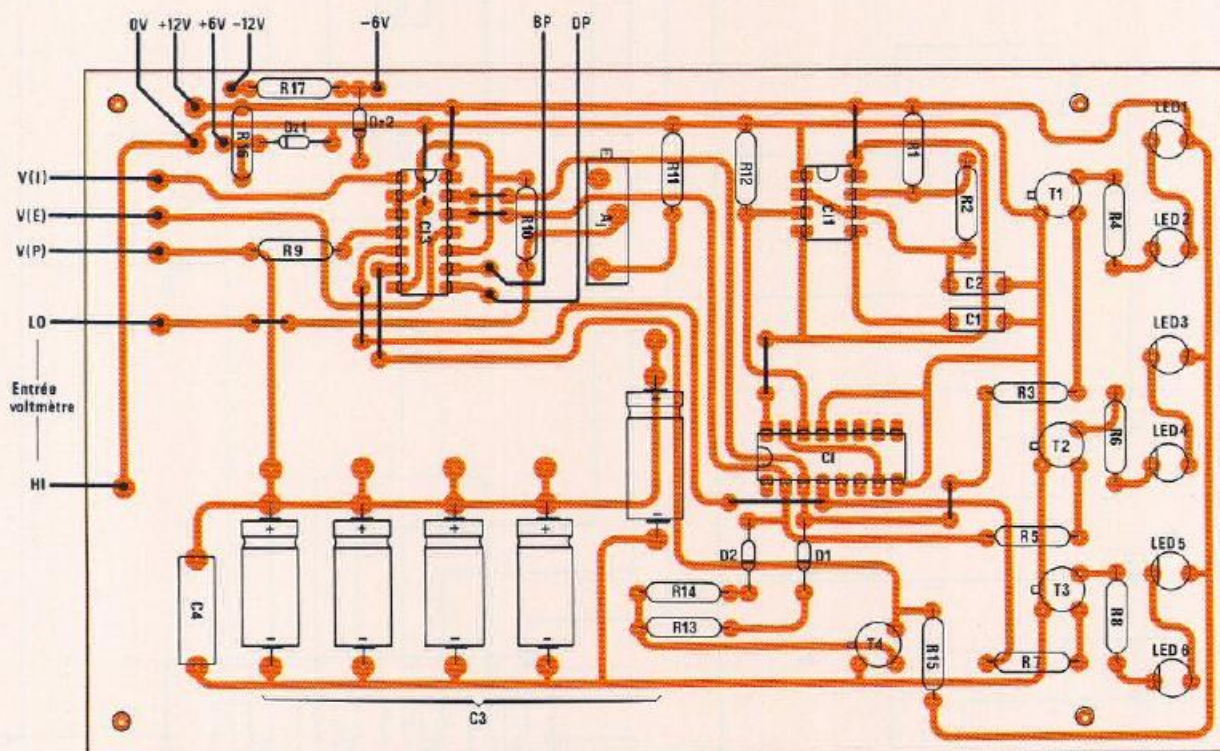 0V +12V +6V -12V -6V BP DP
R17
LED1
R16 Dz1 Dz2
R11 R12 R1
V(I)
E
R2 T1
V(E)
CI3 R10 Aj CI1 R4 LED2
V(P) R9
C2
LO
C1 LED3
Entrée
voltmètre
R3
R6
T2 LED4
CI
HI
+ + + +
R5
D2 D1 LED5
C4
R14 T3
R8
R13
T4 R15
R7
LED6
- - - - -
C3